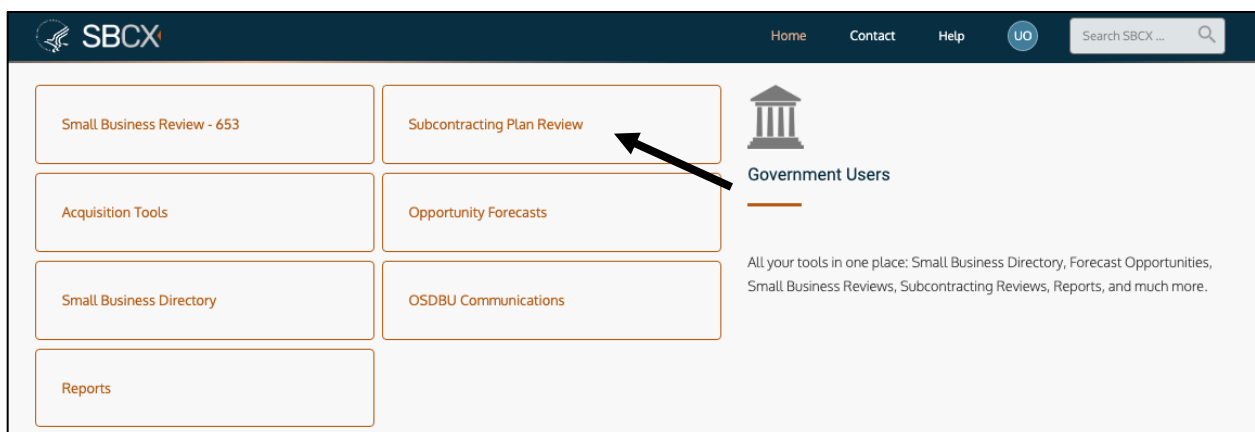 SBCX
Home Contact Help UO Search SBCX ...
Small Business Review - 653
Subcontracting Plan Review
Acquisition Tools
Opportunity Forecasts
Small Business Directory
OSDBU Communications
Reports
Government Users
All your tools in one place: Small Business Directory, Forecast Opportunities,
Small Business Reviews, Subcontracting Reviews, Reports, and much more.